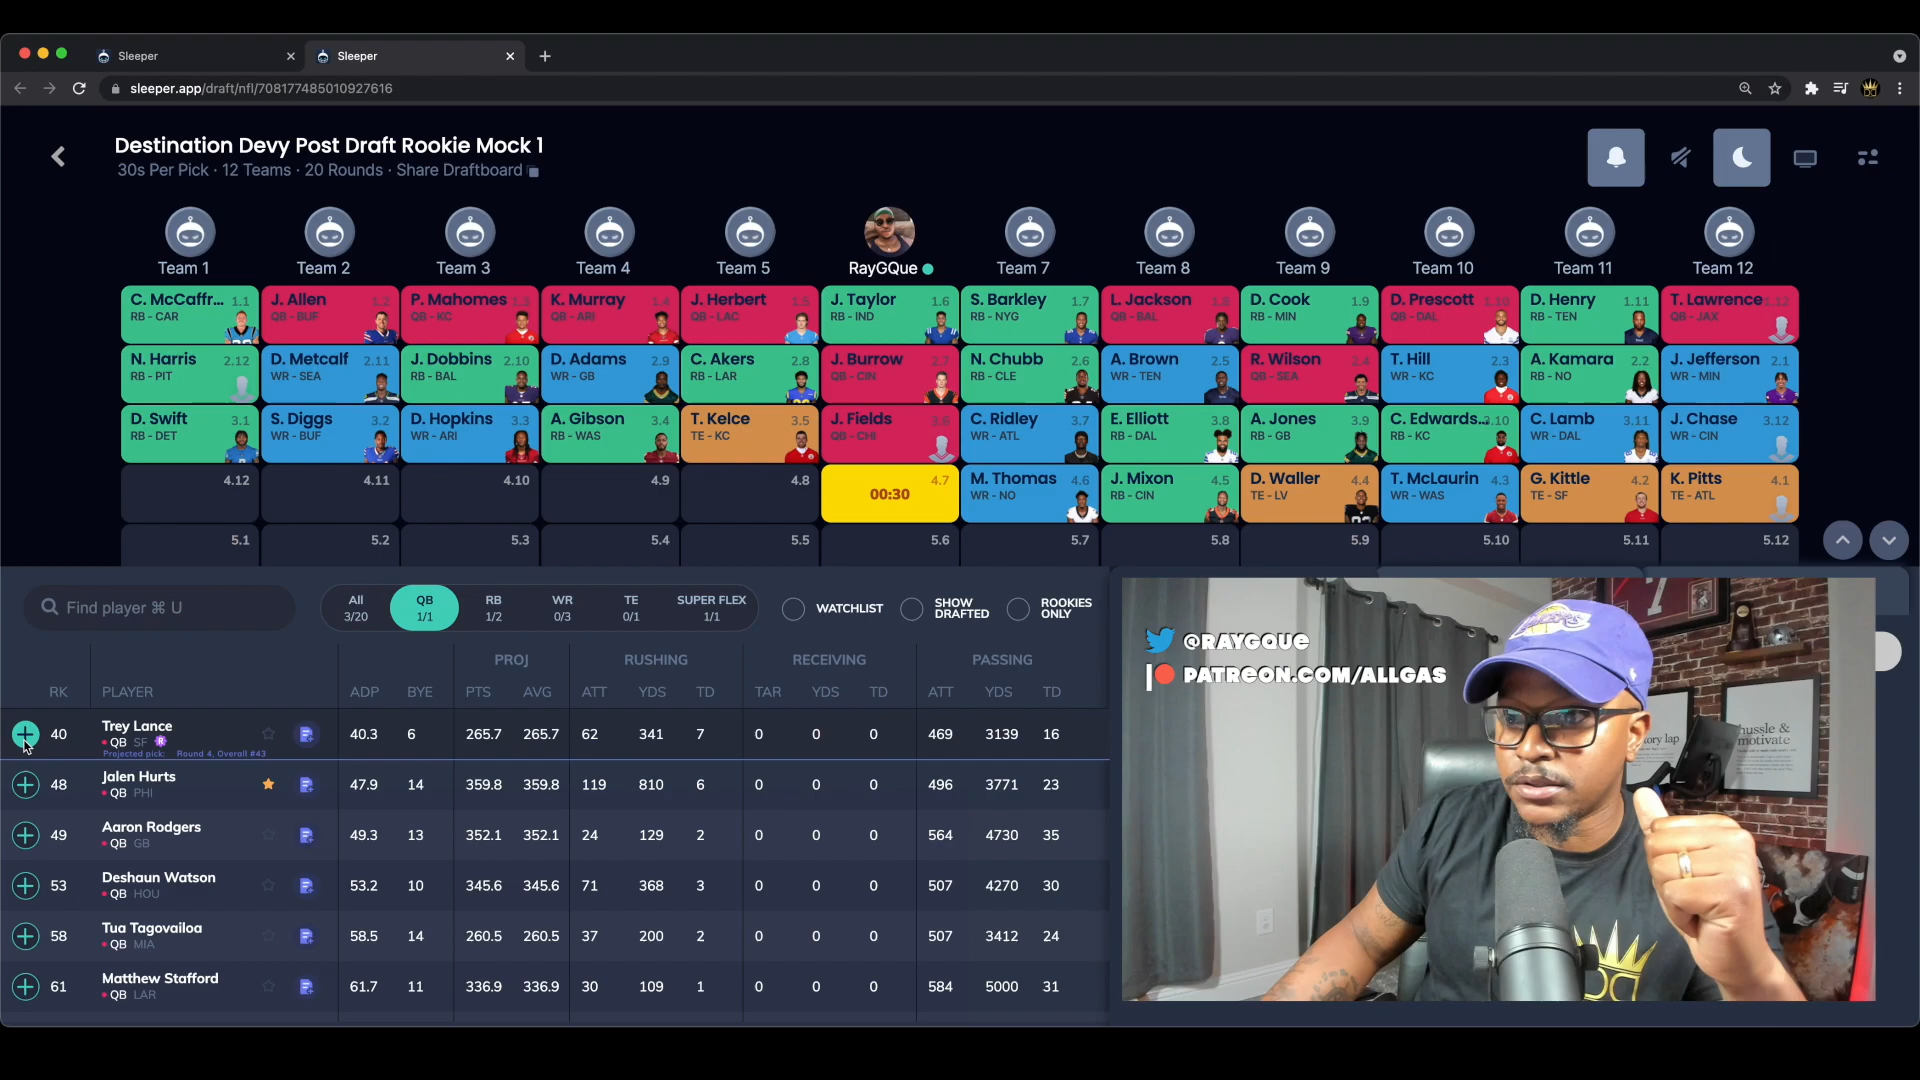 Sleeper
Sleeper
sleeper.app/draft/nfl/708177485010927616
Destination Devy Post Draft Rookie Mock 1
30s Per Pick · 12 Teams · 20 Rounds · Share Draftboard
Team 1 Team 2 Team 3 Team 4 Team 5 RayGQue Team 7 Team 8 Team 9 Team 10 Team 11 Team 12
C. McCaffr... 1.1 J. Allen 1.2 P. Mahomes 1.3 K. Murray 1.4 J. Herbert 1.5 J. Taylor 1.6 S. Barkley 1.7 L. Jackson 1.8 D. Cook 1.9 D. Prescott 1.10 D. Henry 1.11 T. Lawrence 1.12
RB - CAR QB - BUF QB - KC QB - ARI QB - LAC RB - IND RB - NYG QB - BAL RB - MIN QB - DAL RB - TEN QB - JAX
N. Harris 2.12 D. Metcalf 2.11 J. Dobbins 2.10 D. Adams 2.9 C. Akers 2.8 J. Burrow 2.7 N. Chubb 2.6 A. Brown 2.5 R. Wilson 2.4 T. Hill 2.3 A. Kamara 2.2 J. Jefferson 2.1
RB - PIT WR - SEA RB - BAL WR - GB RB - LAR QB - CIN RB - CLE WR - TEN QB - SEA WR - KC RB - NO WR - MIN
D. Swift 3.1 S. Diggs 3.2 D. Hopkins 3.3 A. Gibson 3.4 T. Kelce 3.5 J. Fields 3.6 C. Ridley 3.7 E. Elliott 3.8 A. Jones 3.9 C. Edwards... 3.10 C. Lamb 3.11 J. Chase 3.12
RB - DET WR - BUF WR - ARI RB - WAS TE - KC QB - CHI WR - ATL RB - DAL RB - GB RB - KC WR - DAL WR - CIN
4.12 4.11 4.10 4.9 4.8 00:30 4.7 M. Thomas 4.6 J. Mixon 4.5 D. Waller 4.4 T. McLaurin 4.3 G. Kittle 4.2 K. Pitts 4.1
WR - NO RB - CIN TE - LV WR - WAS TE - SF TE - ATL
5.1 5.2 5.3 5.4 5.5 5.6 5.7 5.8 5.9 5.10 5.11 5.12
Find player ⌘ U
All QB RB WR TE SUPER FLEX
3/20 1/1 1/2 0/3 0/1 1/1
WATCHLIST
SHOW
DRAFTED
ROOKIES
ONLY
PROJ RUSHING RECEIVING PASSING
RK PLAYER ADP BYE PTS AVG ATT YDS TD TAR YDS TD ATT YDS TD
40 Trey Lance 40.3 6 265.7 265.7 62 341 7 0 0 0 469 3139 16
QB SF R
Projected pick: Round 4, Overall #43
48 Jalen Hurts 47.9 14 359.8 359.8 119 810 6 0 0 0 496 3771 23
QB PHI
49 Aaron Rodgers 49.3 13 352.1 352.1 24 129 2 0 0 0 564 4730 35
QB GB
53 Deshaun Watson 53.2 10 345.6 345.6 71 368 3 0 0 0 507 4270 30
QB HOU
58 Tua Tagovailoa 58.5 14 260.5 260.5 37 200 2 0 0 0 507 3412 24
QB MIA
61 Matthew Stafford 61.7 11 336.9 336.9 30 109 1 0 0 0 584 5000 31
QB LAR
@RAYGQUE
PATREON.COM/ALLGAS
hustle &
motivate
LAKERS